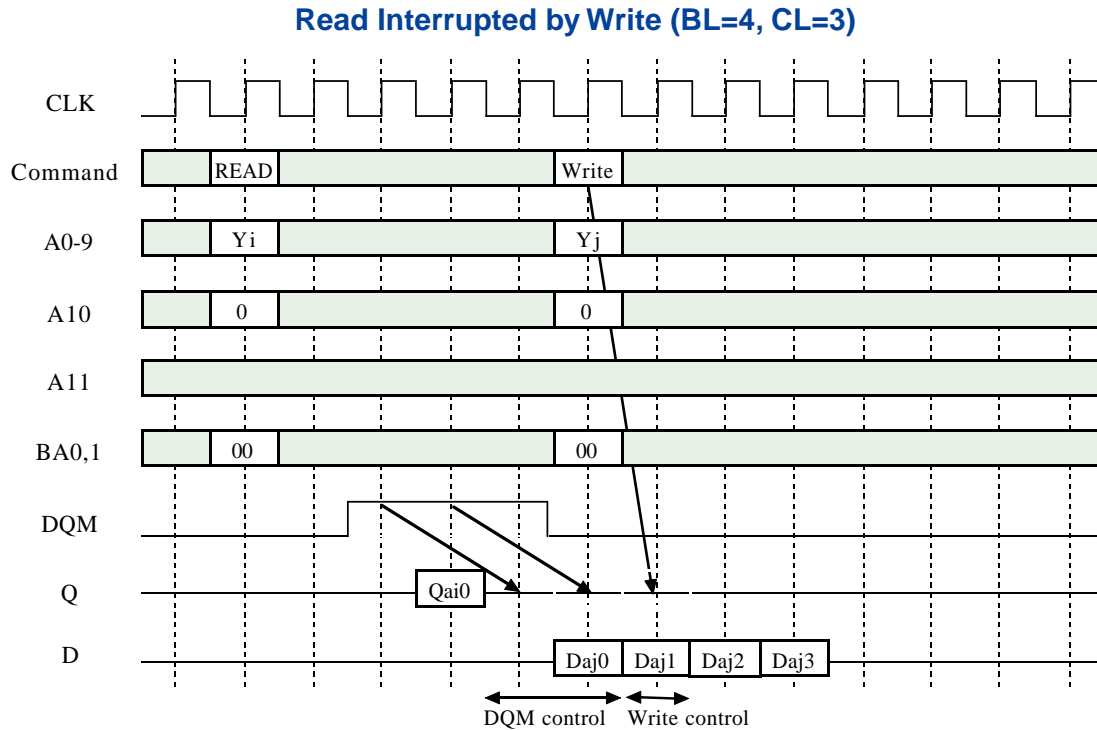 Read Interrupted by Write (BL=4, CL=3)
CLK
Command READ Write
A0-9 Yi Yj
A10 0 0
A11
BA0,1 00 00
DQM
Q Qai0
D Daj0 Daj1 Daj2 Daj3
DQM control Write control